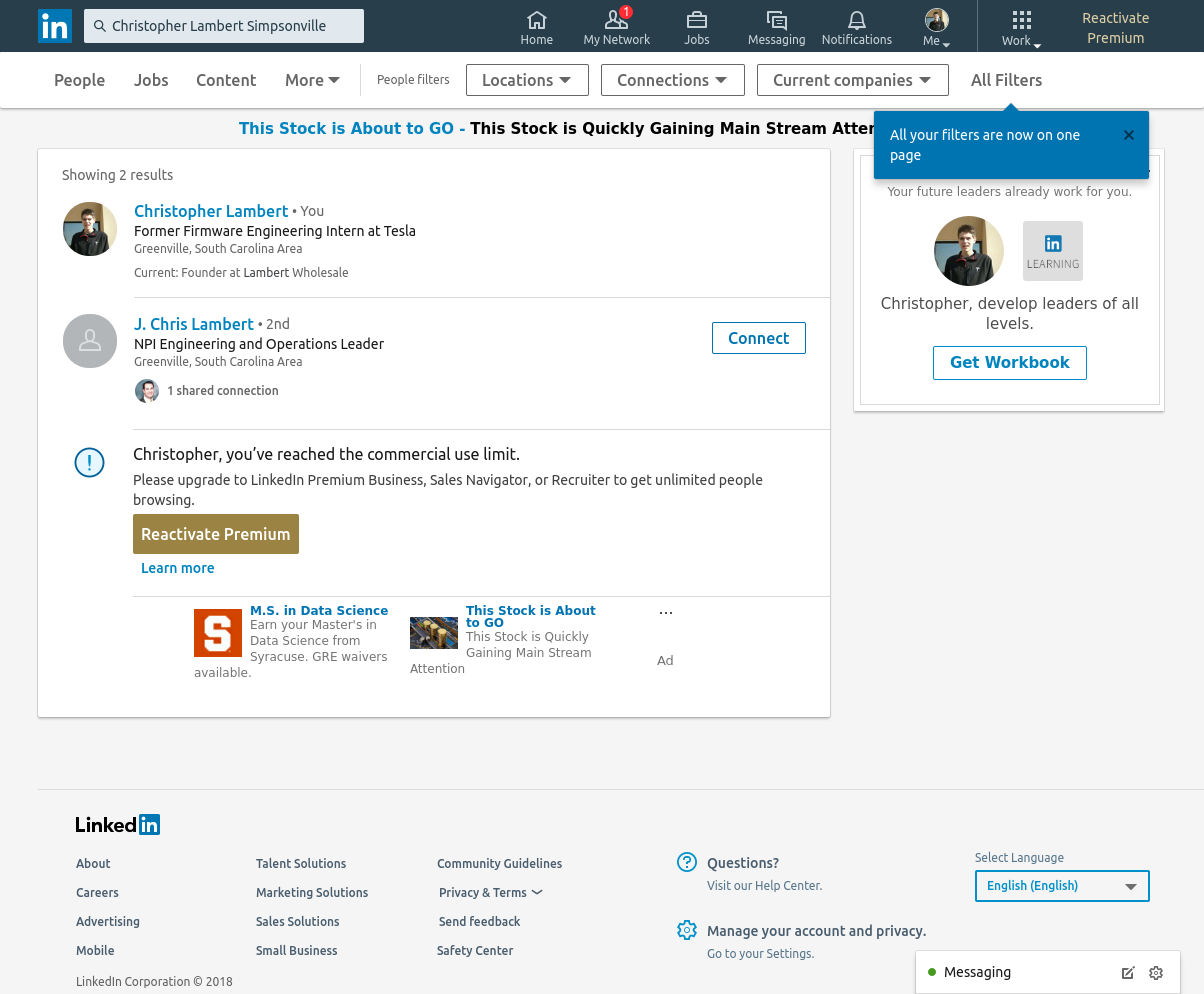 in
Christopher Lambert Simpsonville
Home
My Network
1
Jobs
Messaging
Notifications
Me
Work
Reactivate
Premium
People
Jobs
Content
More
People filters
Locations
Connections
Current companies
All Filters
This Stock is About to GO - This Stock is Quickly Gaining Main Stream
All your filters are now on one
page
Showing 2 results
Christopher Lambert • You
Former Firmware Engineering Intern at Tesla
Greenville, South Carolina Area
Current: Founder at Lambert Wholesale
J. Chris Lambert • 2nd
NPI Engineering and Operations Leader
Greenville, South Carolina Area
1 shared connection
Connect
Christopher, you’ve reached the commercial use limit.
Please upgrade to LinkedIn Premium Business, Sales Navigator, or Recruiter to get unlimited people
browsing.
Reactivate Premium
Learn more
S
M.S. in Data Science
Earn your Master's in
Data Science from
Syracuse. GRE waivers
available.
This Stock is About
to GO
This Stock is Quickly
Gaining Main Stream
Attention
...
Ad
Your future leaders already work for you.
in
LEARNING
Christopher, develop leaders of all
levels.
Get Workbook
Linked in
About
Careers
Advertising
Mobile
Talent Solutions
Marketing Solutions
Sales Solutions
Small Business
Community Guidelines
Privacy & Terms
Send feedback
Safety Center
Questions?
Visit our Help Center.
Manage your account and privacy.
Go to your Settings.
Select Language
English (English)
LinkedIn Corporation © 2018
Messaging